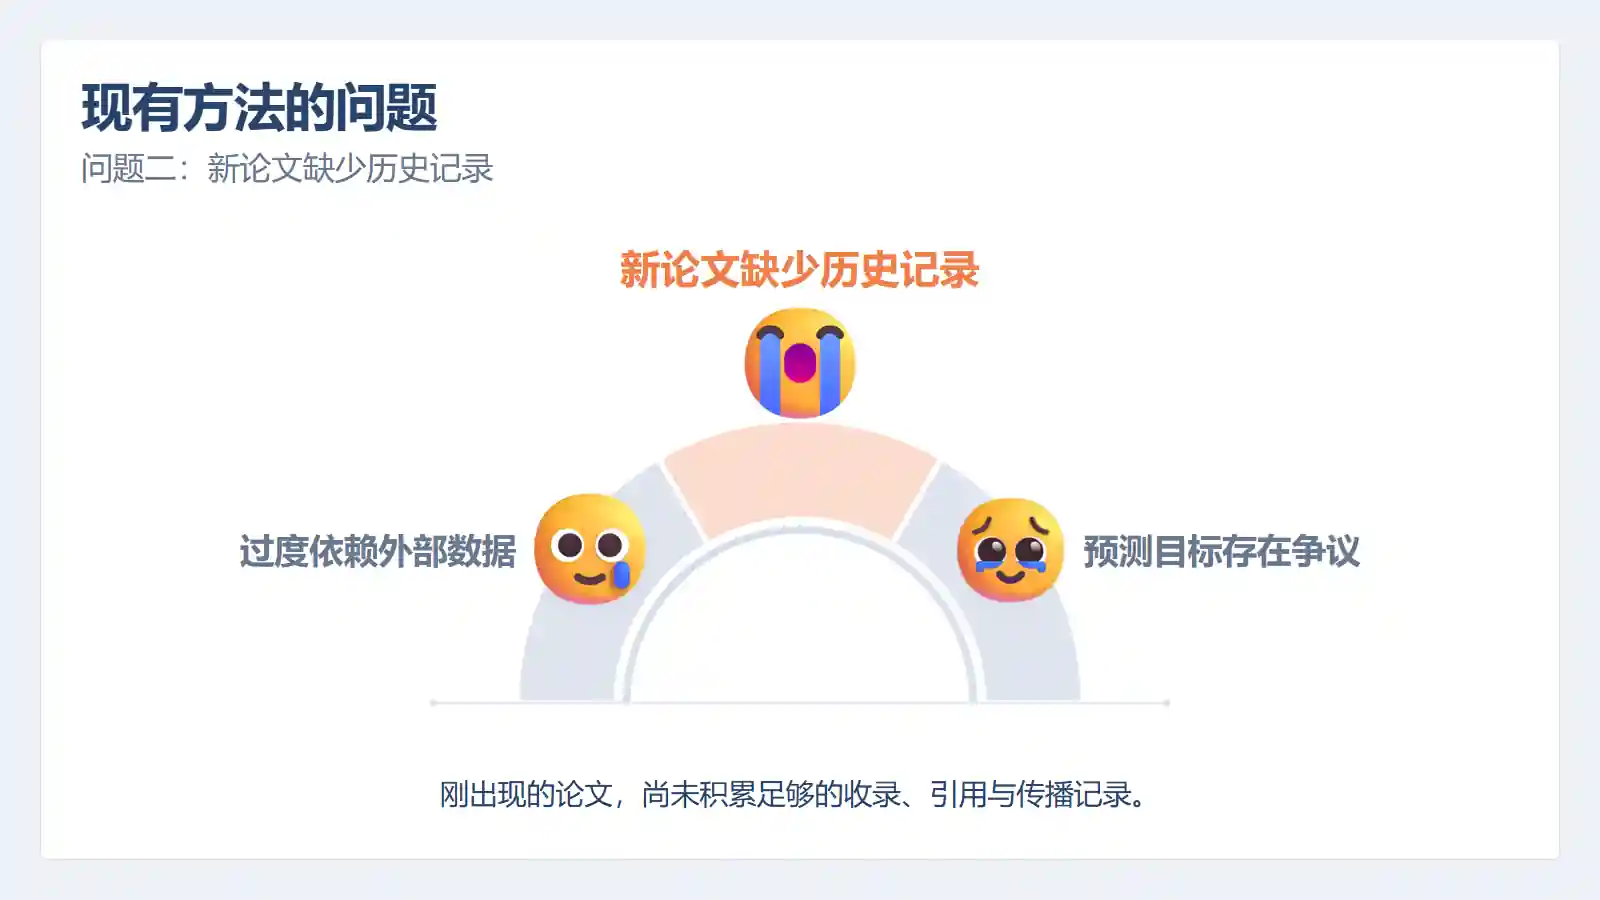 现有方法的问题
问题二：新论文缺少历史记录
新论文缺少历史记录
过度依赖外部数据
预测目标存在争议
刚出现的论文，尚未积累足够的收录、引用与传播记录。